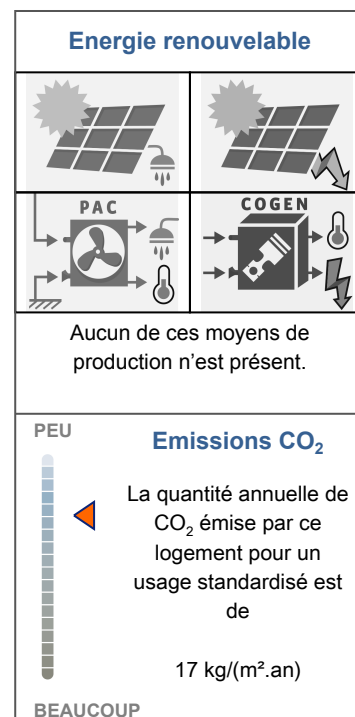 Energie renouvelable
PAC
COGEN
Aucun de ces moyens de
production n'est présent.
PEU
Emissions CO₂
La quantité annuelle de
CO₂ émise par ce
logement pour un
usage standardisé est
de
17 kg/(m².an)
BEAUCOUP